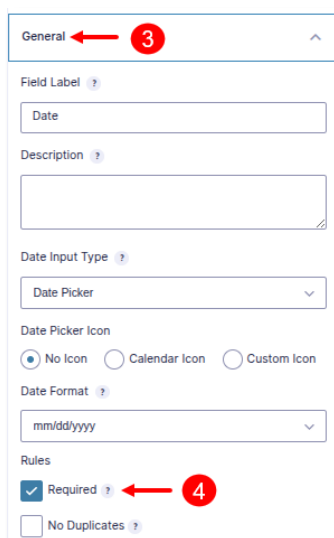 General 3
Field Label ?
Date
Description ?
Date Input Type ?
Date Picker
Date Picker Icon
No Icon Calendar Icon Custom Icon
Date Format ?
mm/dd/yyyy
Rules
Required ? 4
No Duplicates ?